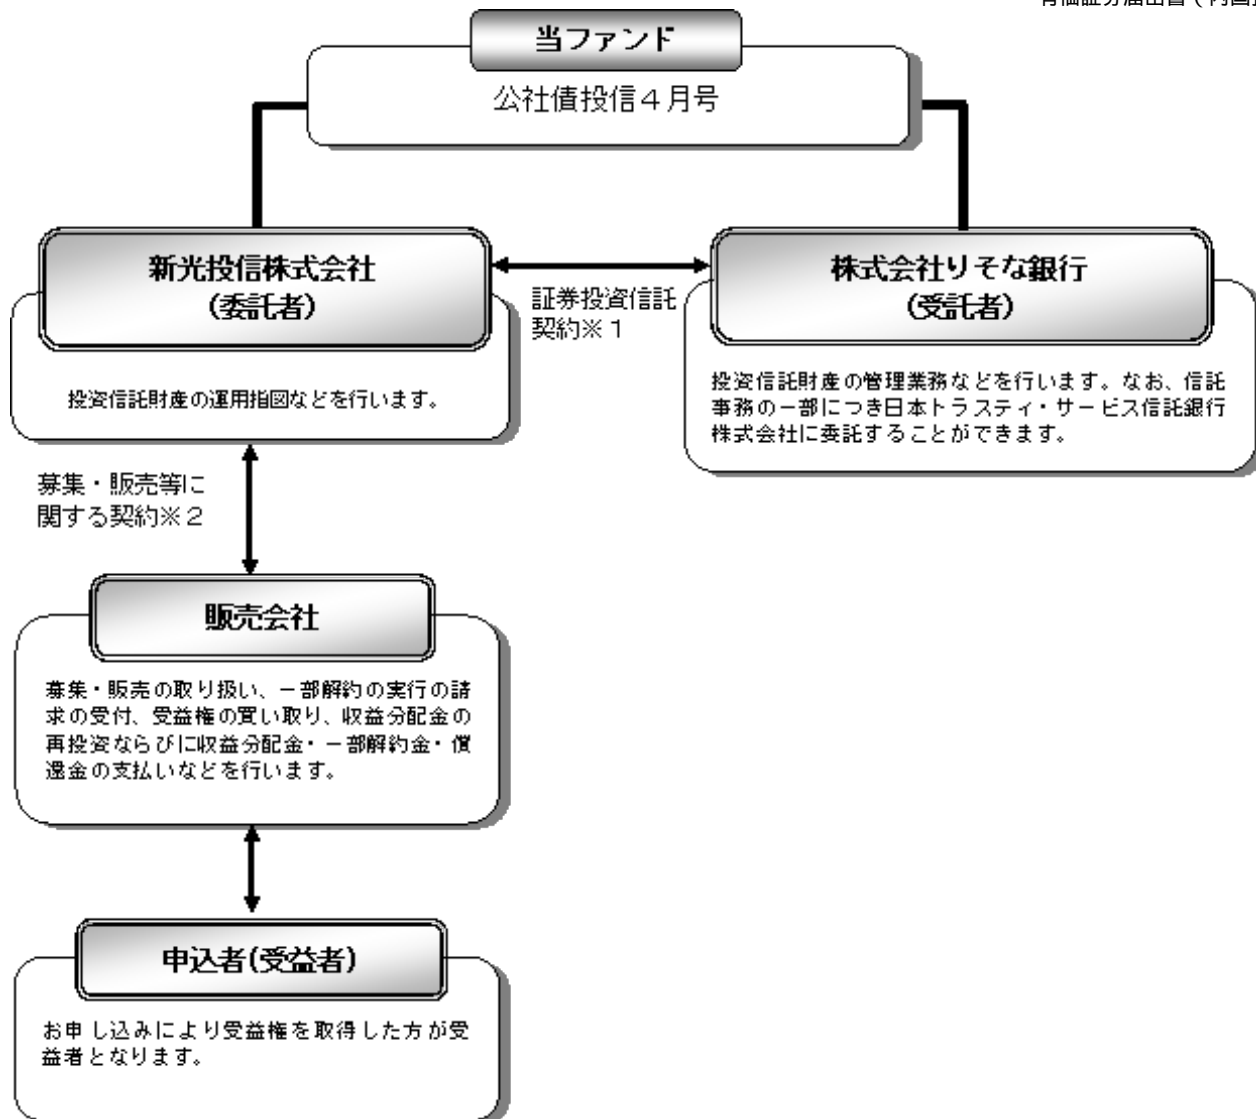 当ファンド
公社債投信４月号
新光投信株式会社
(委託者)
投資信託財産の運用指図などを行います。
証券投資信託
契約※１
株式会社りそな銀行
(受託者)
投資信託財産の管理業務などを行います。なお、信託
事務の一部につき日本トラスティ・サービス信託銀行
株式会社に委託することができます。
募集・販売等に
関する契約※２
販売会社
募集・販売の取り扱い、一部解約の実行の請
求の受付、受益権の買い取り、収益分配金の
再投資ならびに収益分配金・一部解約金・償
還金の支払いなどを行います。
申込者(受益者)
お申し込みにより受益権を取得した方が受
益者となります。